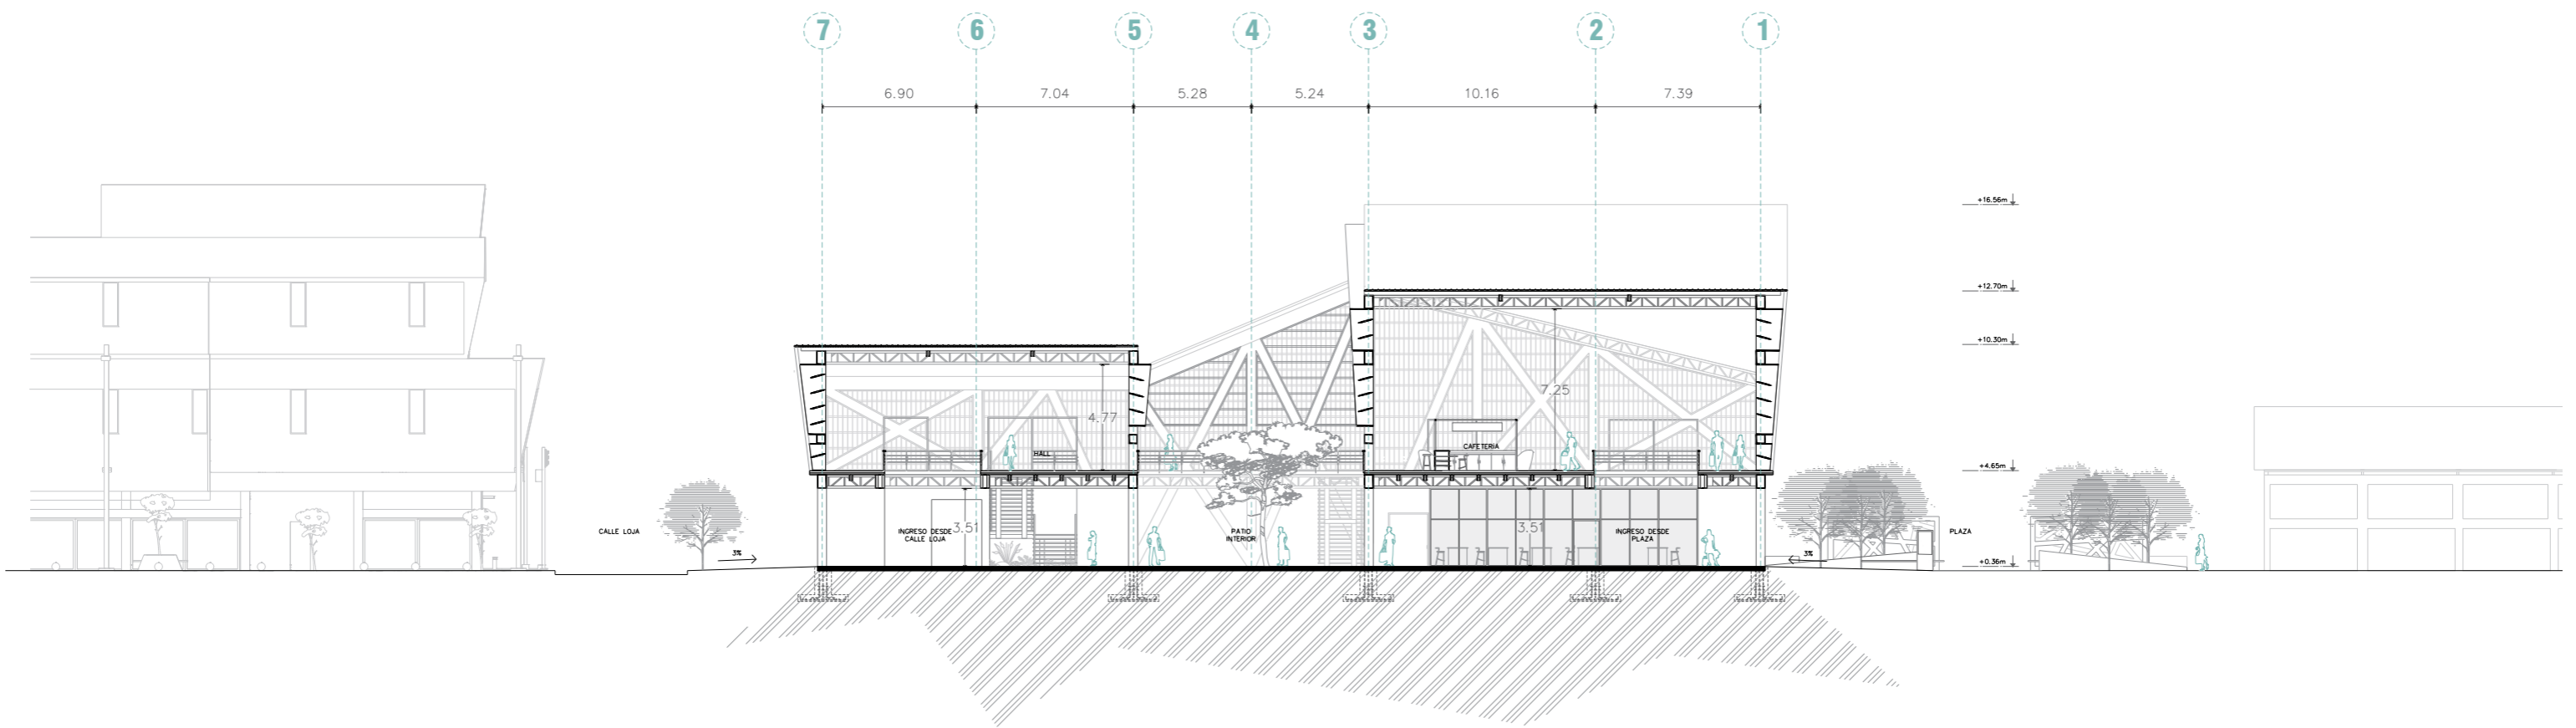 7 6 5 4 3 2 1
6.90 7.04 5.28 5.24 10.16 7.39
+16.56m
+12.70m
+10.30m
7.25
4.77
CAFETERIA
HALL
+4.65m
3.51
3.51
INGRESO DESDE
CALLE LOJA
PATIO
INTERIOR
INGRESO DESDE
PLAZA
CALLE LOJA
PLAZA
3%
3%
+0.36m